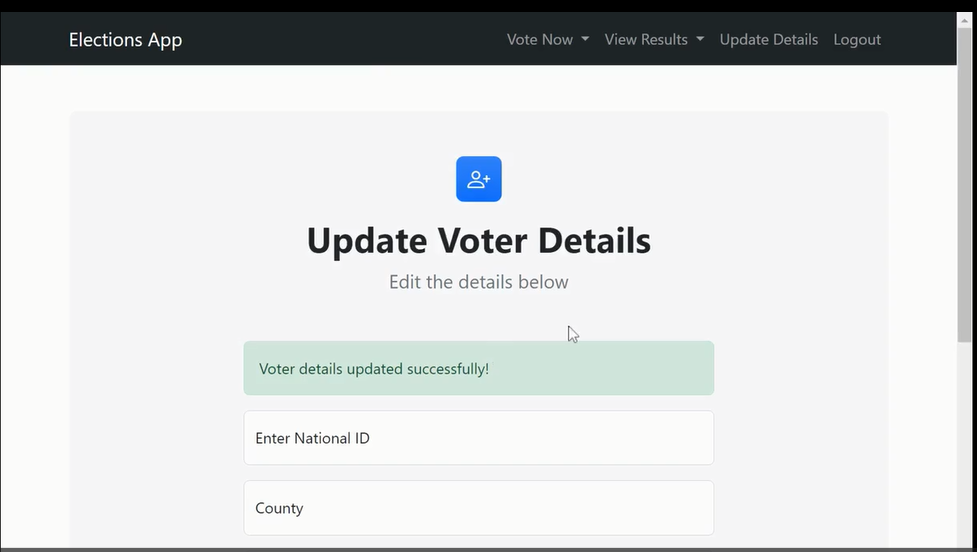 Elections App
Vote Now View Results Update Details Logout
Update Voter Details
Edit the details below
Voter details updated successfully!
Enter National ID
County